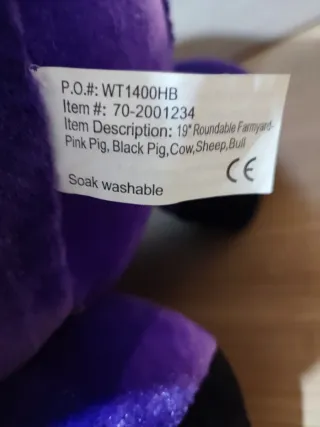 P.O.#: WT1400HB
Item #: 70-2001234
Item Description: 19" Roundable Farmyard-
Pink Pig, Black Pig,Cow,Sheep,Bull
Soak washable
CE